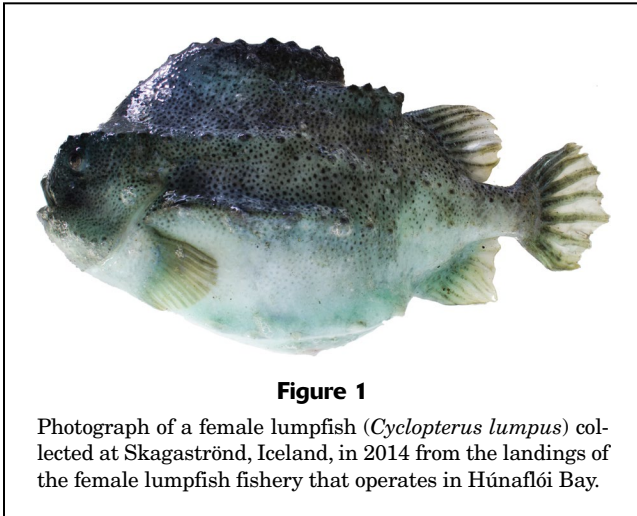 Figure 1
Photograph of a female lumpfish (Cyclopterus lumpus) col-
lected at Skagaströnd, Iceland, in 2014 from the landings of
the female lumpfish fishery that operates in Húnaflói Bay.